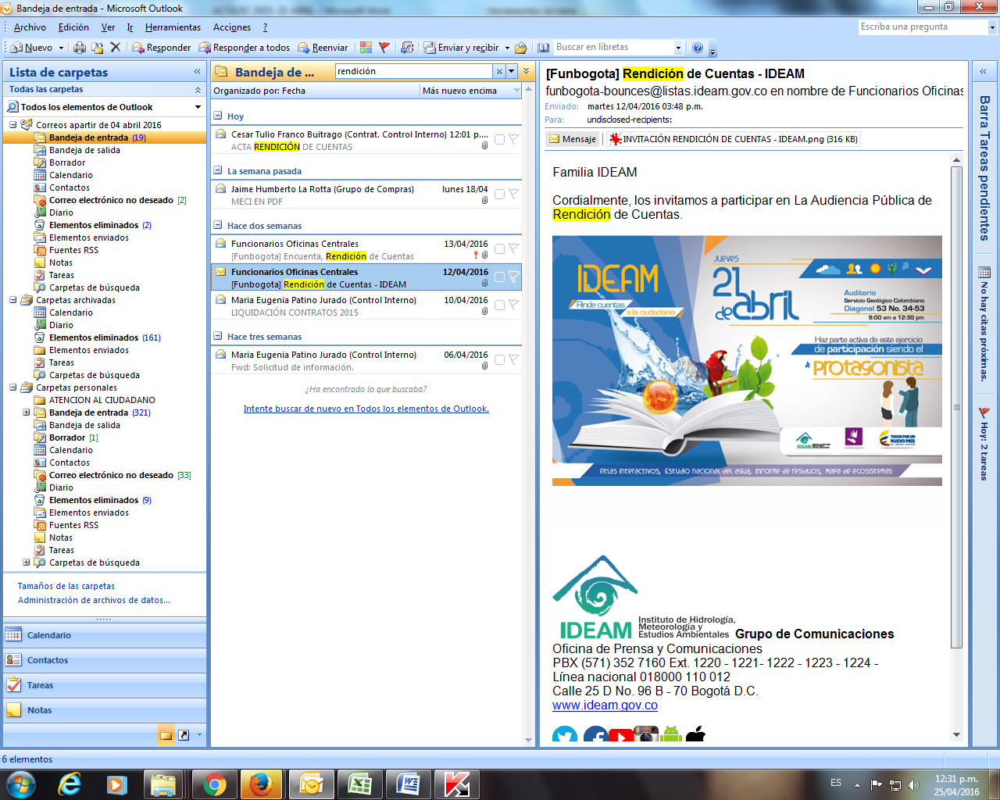 Bandeja de entrada - Microsoft Outlook
Archivo Edición Ver Ir Herramientas Acciones ?
Escriba una pregunta
Nuevo Responder Responder a todos Reenviar Enviar y recibir Buscar en libretas
Lista de carpetas
Todas las carpetas
Todos los elementos de Outlook
Correos apartir de 04 abril 2016
Bandeja de entrada (19)
Bandeja de salida
Borrador
Calendario
Contactos
Correo electrónico no deseado [2]
Diario
Elementos eliminados (2)
Elementos enviados
Fuentes RSS
Notas
Tareas
Carpetas de búsqueda
Carpetas archivadas
Calendario
Diario
Elementos eliminados (161)
Elementos enviados
Tareas
Carpetas de búsqueda
Carpetas personales
ATENCION AL CIUDADANO
Bandeja de entrada (321)
Bandeja de salida
Borrador [1]
Calendario
Contactos
Correo electrónico no deseado [33]
Diario
Elementos eliminados (9)
Elementos enviados
Fuentes RSS
Notas
Tareas
Carpetas de búsqueda
Tamaños de las carpetas
Administración de archivos de datos...
Calendario
Contactos
Tareas
Notas
Bandeja de ... rendición
Organizado por: Fecha Más nuevo encima
Hoy
Cesar Tulio Franco Buitrago (Contrat. Control Interno) 12:01 p....
ACTA RENDICIÓN DE CUENTAS
La semana pasada
Jaime Humberto La Rotta (Grupo de Compras) lunes 18/04
MECI EN PDF
Hace dos semanas
Funcionarios Oficinas Centrales 13/04/2016
[Funbogota] Encuenta, Rendición de Cuentas
Funcionarios Oficinas Centrales 12/04/2016
[Funbogota] Rendición de Cuentas - IDEAM
Maria Eugenia Patino Jurado (Control Interno) 10/04/2016
LIQUIDACIÓN CONTRATOS 2015
Hace tres semanas
Maria Eugenia Patino Jurado (Control Interno) 06/04/2016
Fwd: Solicitud de información.
¿Ha encontrado lo que buscaba?
Intente buscar de nuevo en Todos los elementos de Outlook.
[Funbogota] Rendición de Cuentas - IDEAM
funbogota-bounces@listas.ideam.gov.co en nombre de Funcionarios Oficinas
Enviado: martes 12/04/2016 03:48 p.m.
Para: undisclosed-recipients:
Mensaje INVITACIÓN RENDICIÓN DE CUENTAS - IDEAM.png (316 KB)
Familia IDEAM
Cordialmente, los invitamos a participar en La Audiencia Pública de
Rendición de Cuentas.
IDEAM
Rinde cuentas
a la ciudadanía
Jueves
21
de abril
Auditorio
Servicio Geológico Colombiano
Diagonal 53 No. 34-53
8:00 am a 12:30 pm
Haz parte activa de este ejercicio
de participación siendo el
Protagonista
IDEAM
TODOS POR UN
NUEVO PAÍS
Atlas interactivos, Estudio nacional del agua, Informe de residuos, Mapa de ecosistemas
IDEAM
Instituto de Hidrología,
Meteorología y
Estudios Ambientales
Grupo de Comunicaciones
Oficina de Prensa y Comunicaciones
PBX (571) 352 7160 Ext. 1220 - 1221- 1222 - 1223 - 1224 -
Línea nacional 018000 110 012
Calle 25 D No. 96 B - 70 Bogotá D.C.
www.ideam.gov.co
Barra Tareas pendientes
No hay citas próximas.
Hoy: 2 tareas
6 elementos
ES
12:31 p.m.
25/04/2016